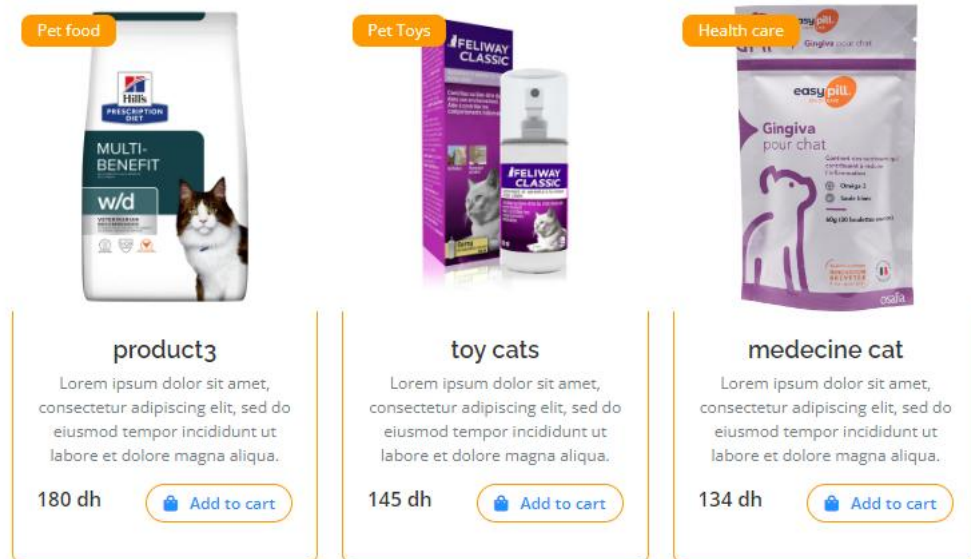 Pet food
Hill's
PRESCRIPTION
DIET
MULTI-
BENEFIT
w/d
product3
Lorem ipsum dolor sit amet,
consectetur adipiscing elit, sed do
eiusmod tempor incididunt ut
labore et dolore magna aliqua.
180 dh
Add to cart
Pet Toys
FELIWAY
CLASSIC
FELIWAY
CLASSIC
toy cats
Lorem ipsum dolor sit amet,
consectetur adipiscing elit, sed do
eiusmod tempor incididunt ut
labore et dolore magna aliqua.
145 dh
Add to cart
Health care
easypill.
Gingiva pour chat
easypill.
Gingiva
pour chat
Oméga 3
osalia
medecine cat
Lorem ipsum dolor sit amet,
consectetur adipiscing elit, sed do
eiusmod tempor incididunt ut
labore et dolore magna aliqua.
134 dh
Add to cart